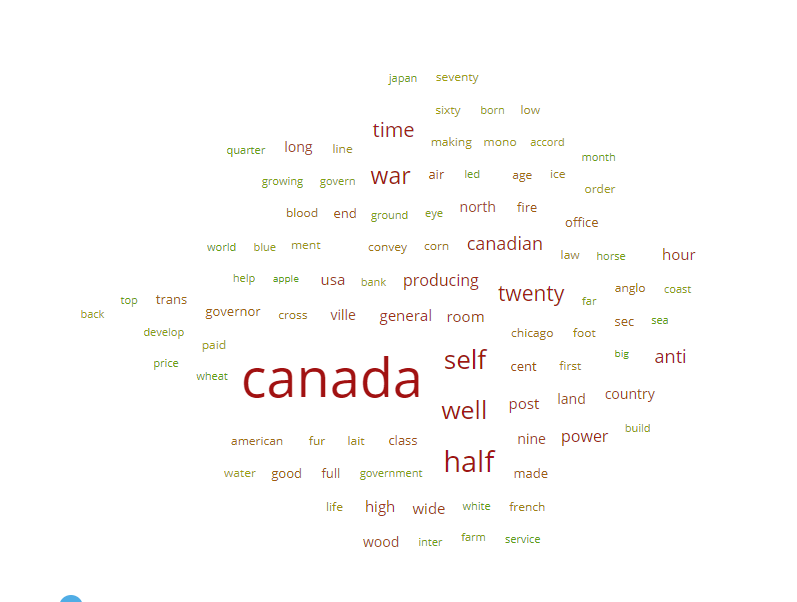 japan seventy
sixty born low
time making mono accord
quarter long line month
growing govern war air led age ice
order
blood end ground eye north fire
office
world blue ment convey corn canadian
law horse hour
help apple usa bank producing
twenty far anglo coast
back top trans governor cross ville general room
sec sea
develop chicago foot
paid
price canada self cent first big anti
wheat
well post land country
american fur lait class nine power build
water good full government half made
life high wide white french
wood inter farm service